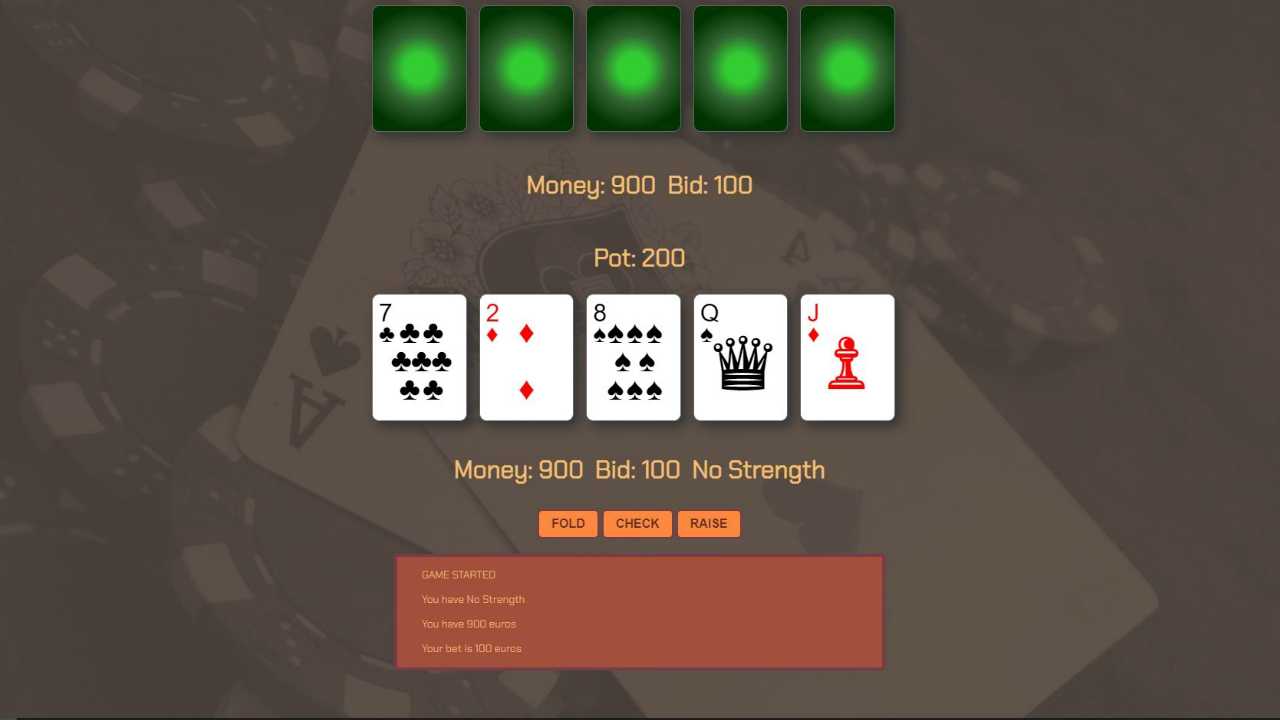 Money: 900 Bid: 100
Pot: 200
7 2 8 Q J
Money: 900 Bid: 100 No Strength
FOLD CHECK RAISE
GAME STARTED
You have No Strength
You have 900 euros
Your bet is 100 euros
A
A